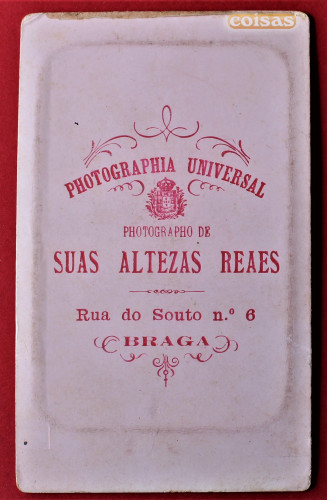 coisas
PHOTOGRAPHIA UNIVERSAL
PHOTOGRAPHO DE
SUAS ALTEZAS REAES
Rua do Souto n.º 6
BRAGA